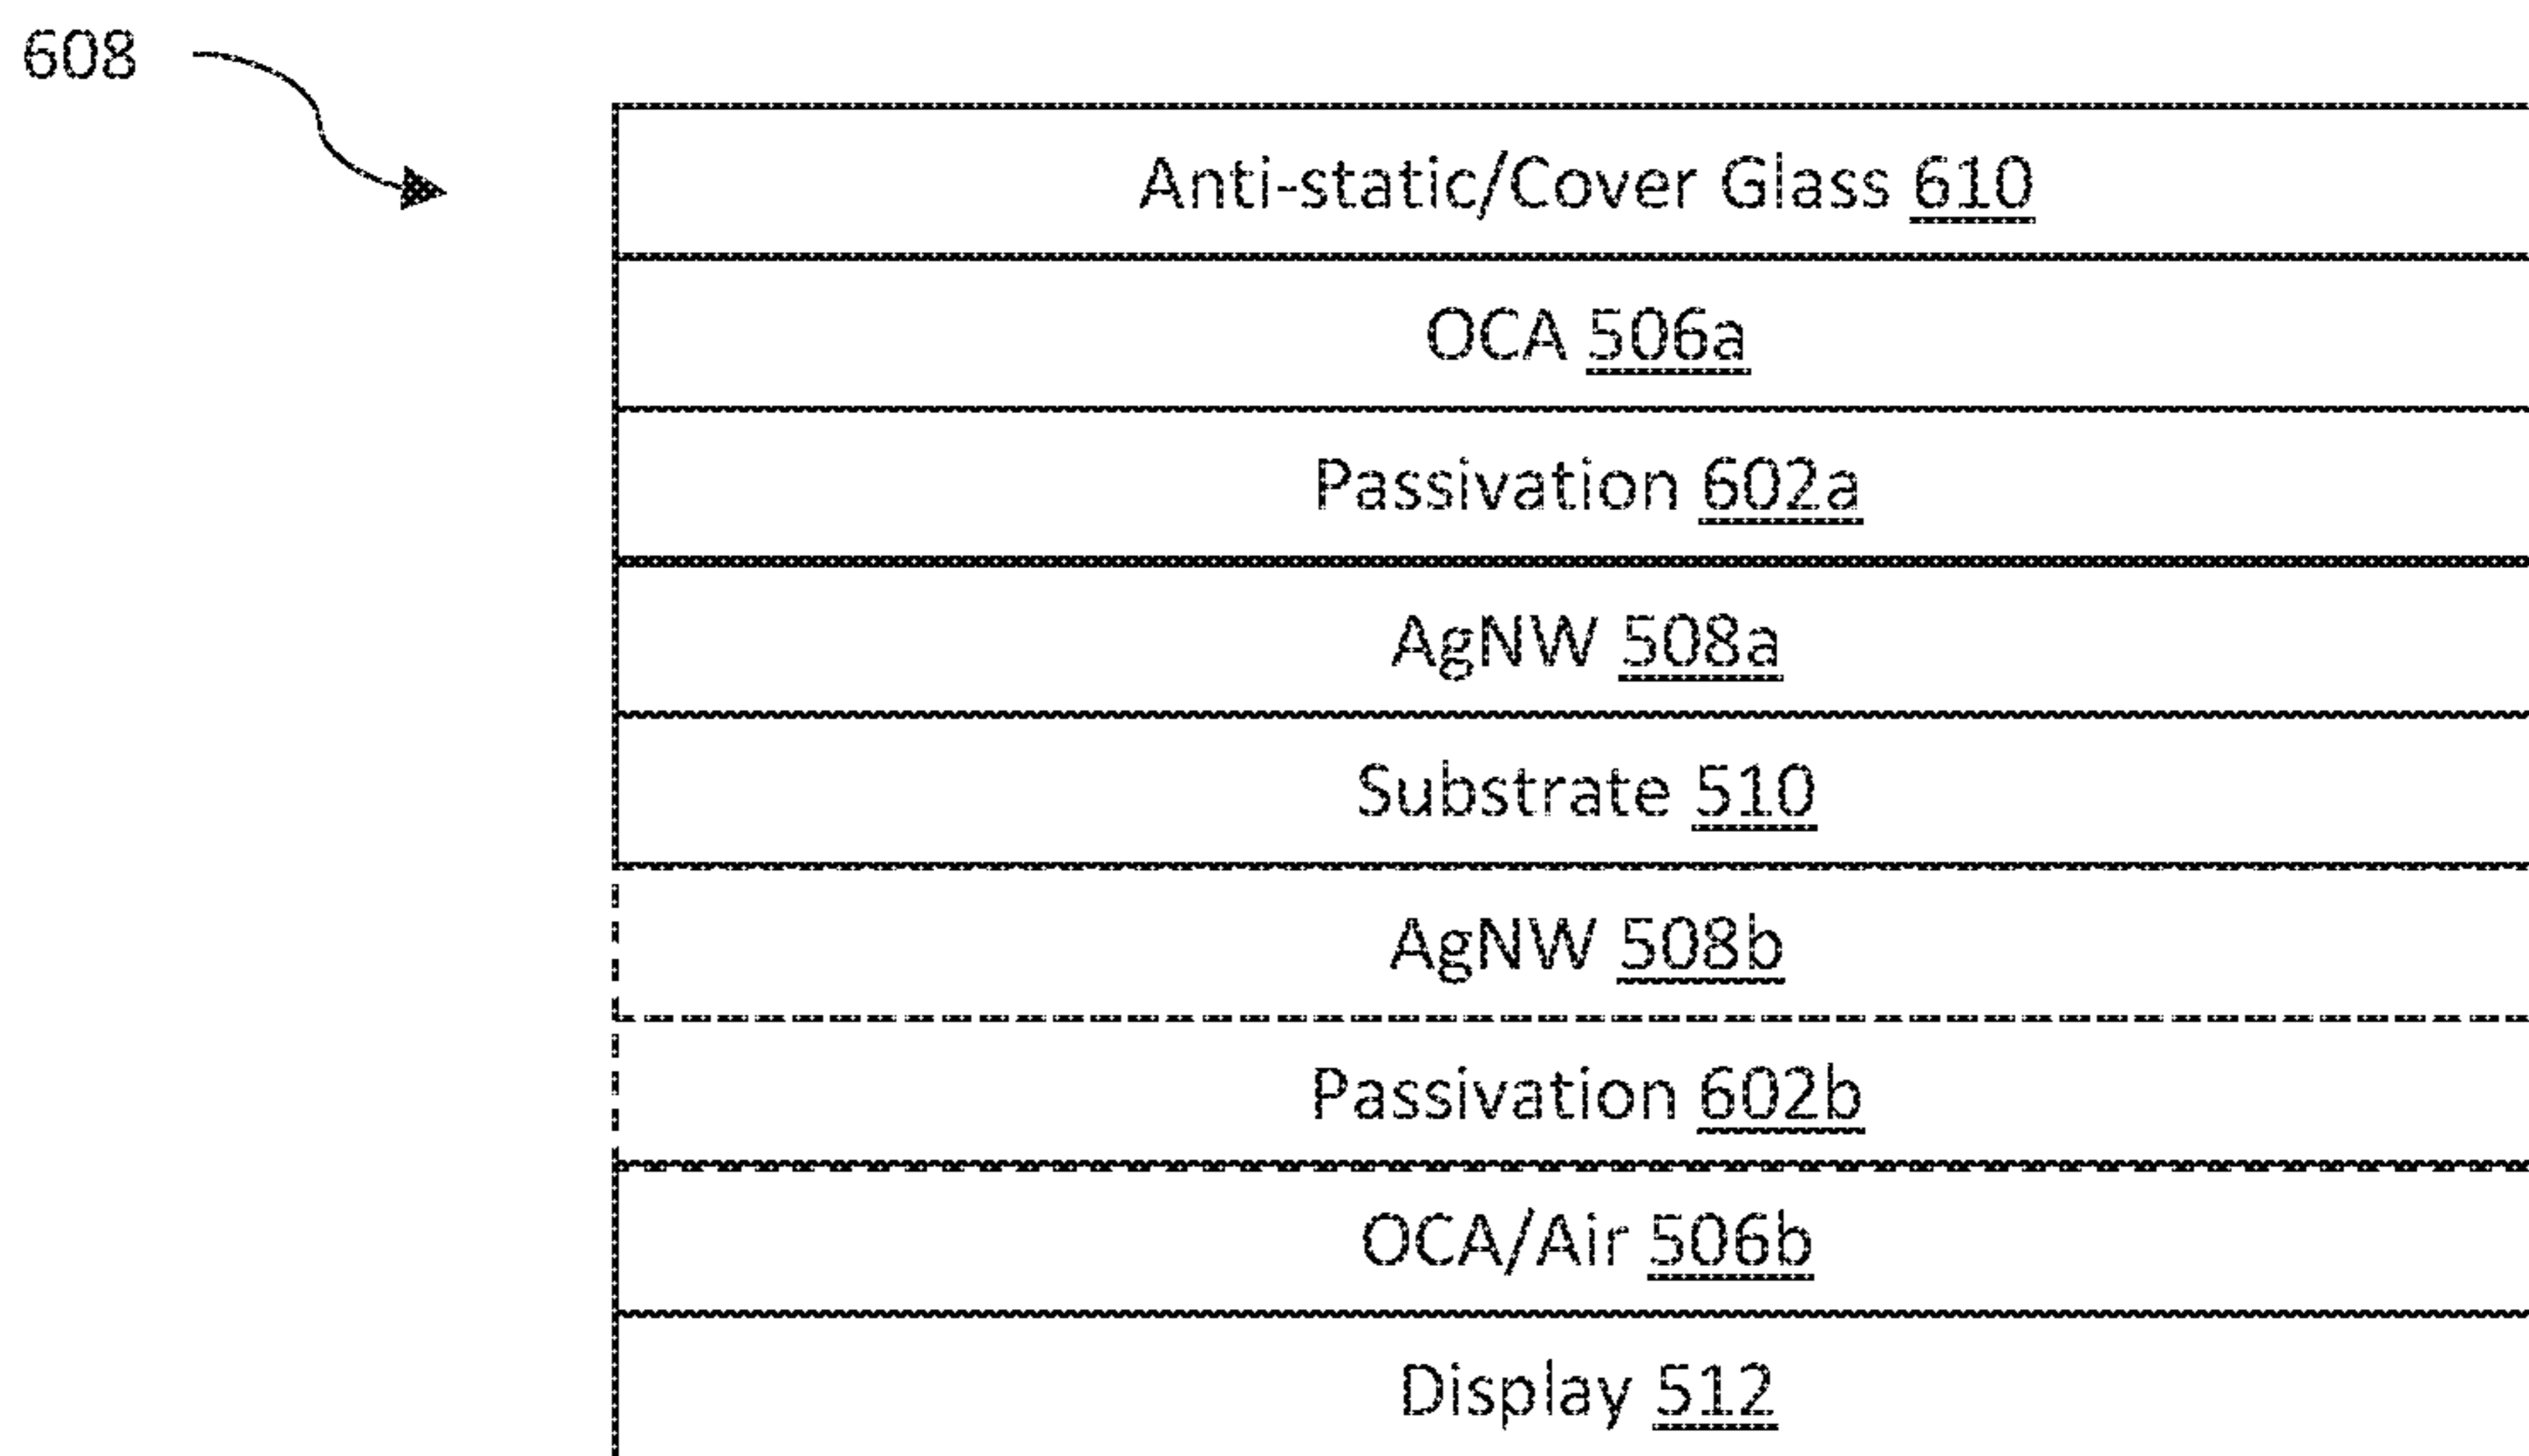 608
Anti-static/Cover Glass 610
OCA 506a
Passivation 602a
AgNW 508a
Substrate 510
AgNW 508b
Passivation 602b
OCA/Air 506b
Display 512